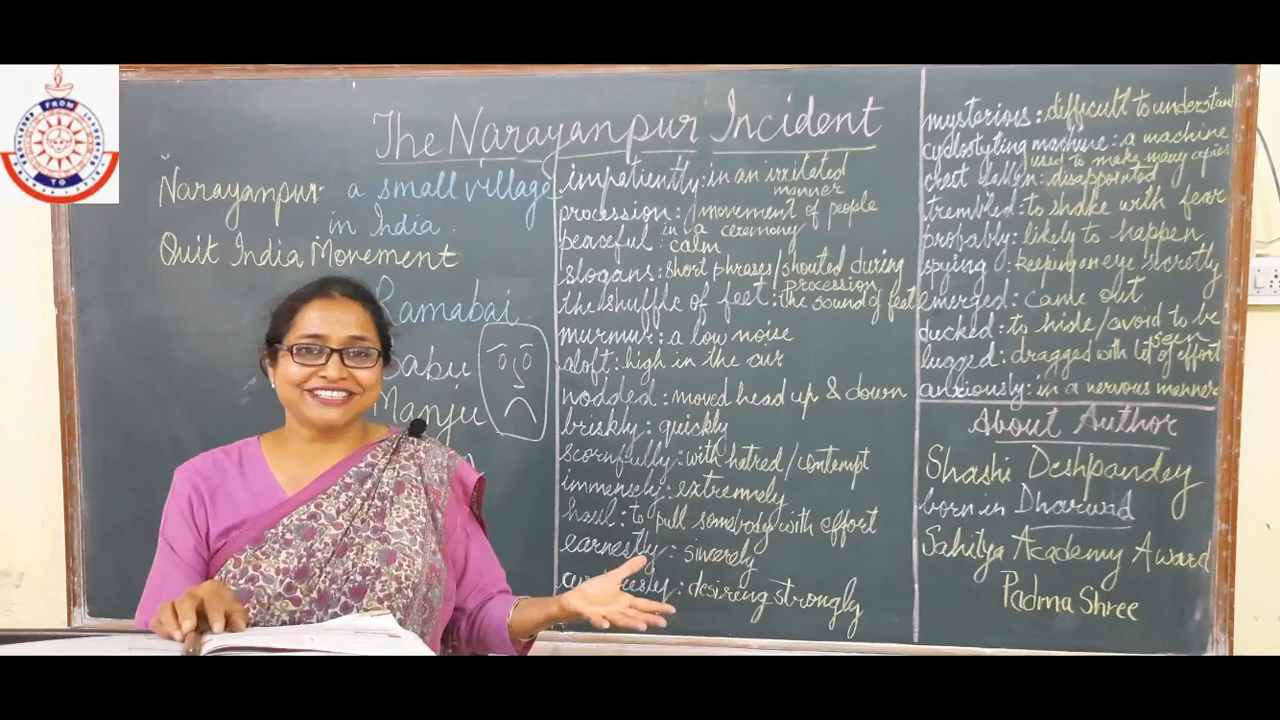 The Narayanpur Incident
Narayanpur- a small village
in India.
Quit India Movement
Ramabai
Babu
Manju
impatiently: in an irritated
manner
procession: movement of people
in a ceremony
peaceful: calm
slogans: short phrases/shouted during
procession
the shuffle of feet: the sound of feet
murmur: a low noise
aloft: high in the air
nodded: moved head up & down
briskly: quickly
scornfully: with hatred/contempt
immensely: extremely
haul: to pull somebody with effort
earnestly: sincerely
: desiring strongly
mysterious: difficult to understand
cyclostyling machine: a machine
used to make many copies
crest fallen: disappointed
trembled: to shake with fear
probably: likely to happen
spying: keeping an eye secretly
emerged: came out
ducked: to hide/avoid to be
seen
lugged: dragged with lot of effort
anxiously: in a nervous manner
About Author
Shashi Deshpandey
born in Dharwad
Sahitya Academy Award
Padma Shree
FROM
TO